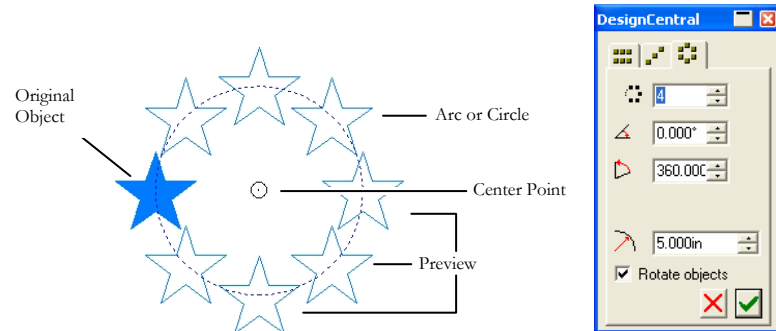 Original
Object
Arc or Circle
Center Point
Preview
DesignCentral
4
0.000°
360.000
5.000in
Rotate objects